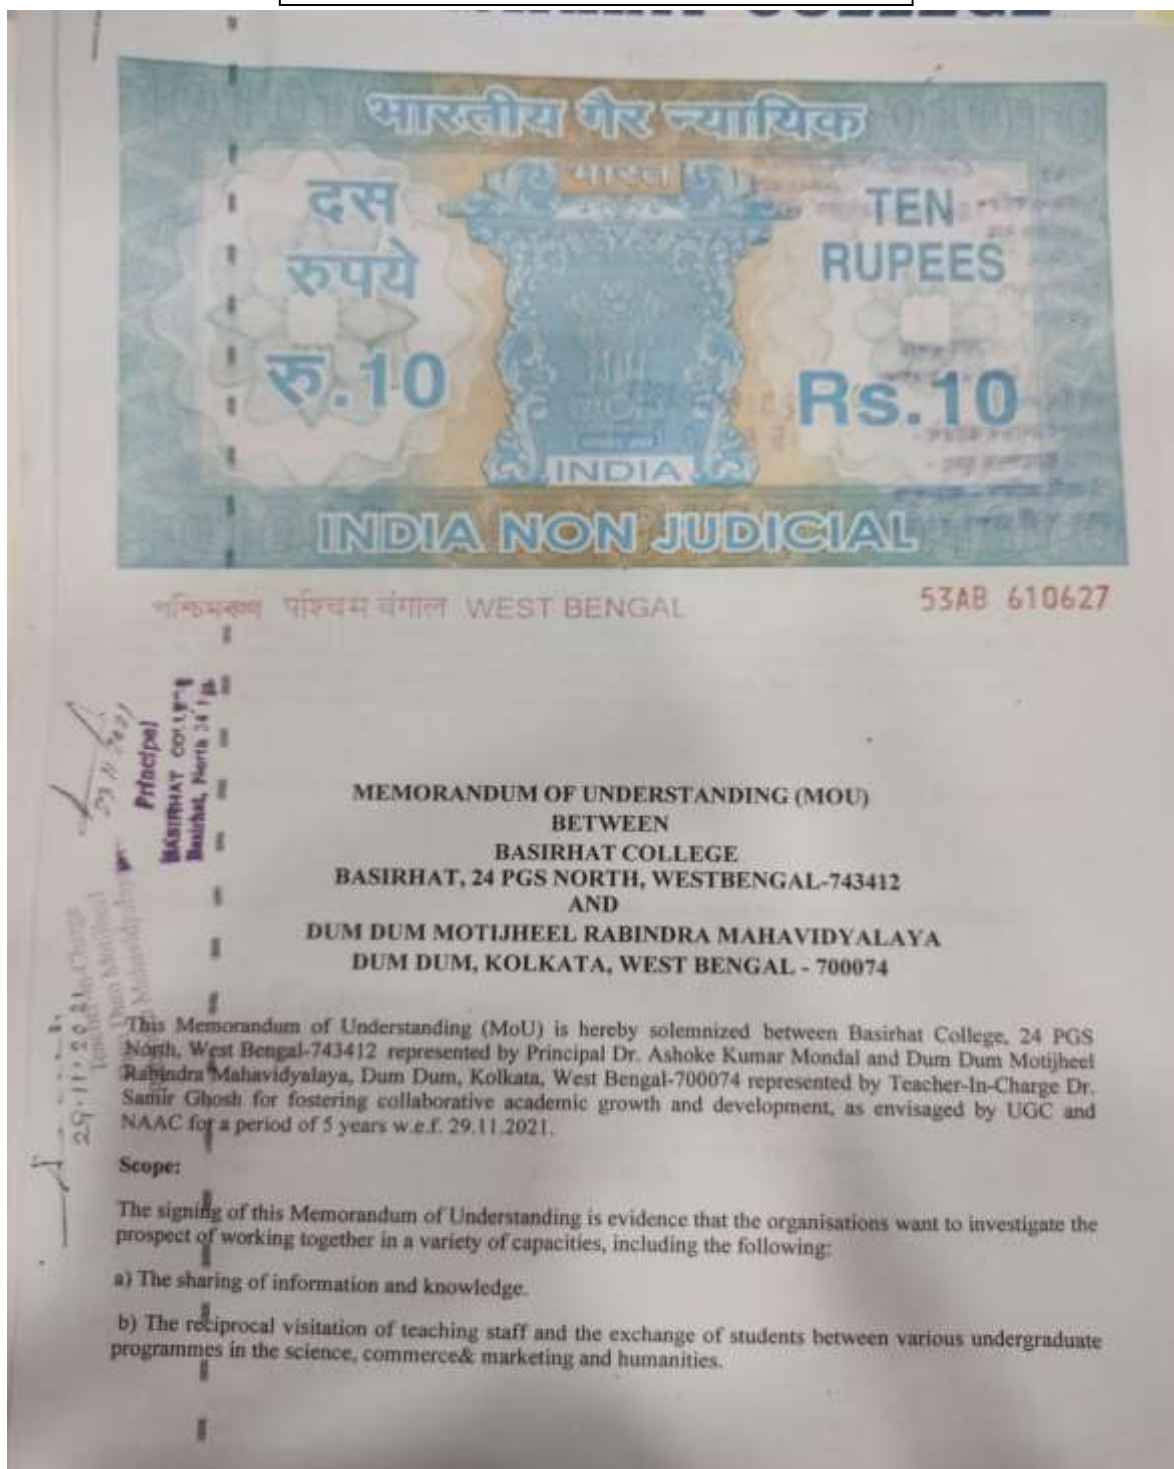 भारतीय गैर न्यायिक
भारत
दस
रुपये
रु.10
TEN
RUPEES
Rs.10
INDIA
INDIA NON JUDICIAL
পশ্চিমবঙ্গ पश्चिम बंगाल WEST BENGAL
53AB 610627
Principal
BASIRHAT COLLEGE
Basirhat, North 24
29.11.2021
MEMORANDUM OF UNDERSTANDING (MOU)
BETWEEN
BASIRHAT COLLEGE
BASIRHAT, 24 PGS NORTH, WESTBENGAL-743412
AND
DUM DUM MOTIJHEEL RABINDRA MAHAVIDYALAYA
DUM DUM, KOLKATA, WEST BENGAL - 700074
This Memorandum of Understanding (MoU) is hereby solemnized between Basirhat College, 24 PGS
North, West Bengal-743412 represented by Principal Dr. Ashoke Kumar Mondal and Dum Dum Motijheel
Rabindra Mahavidyalaya, Dum Dum, Kolkata, West Bengal-700074 represented by Teacher-In-Charge Dr.
Samir Ghosh for fostering collaborative academic growth and development, as envisaged by UGC and
NAAC for a period of 5 years w.e.f. 29.11.2021.
Scope:
The signing of this Memorandum of Understanding is evidence that the organisations want to investigate the
prospect of working together in a variety of capacities, including the following:
a) The sharing of information and knowledge.
b) The reciprocal visitation of teaching staff and the exchange of students between various undergraduate
programmes in the science, commerce& marketing and humanities.